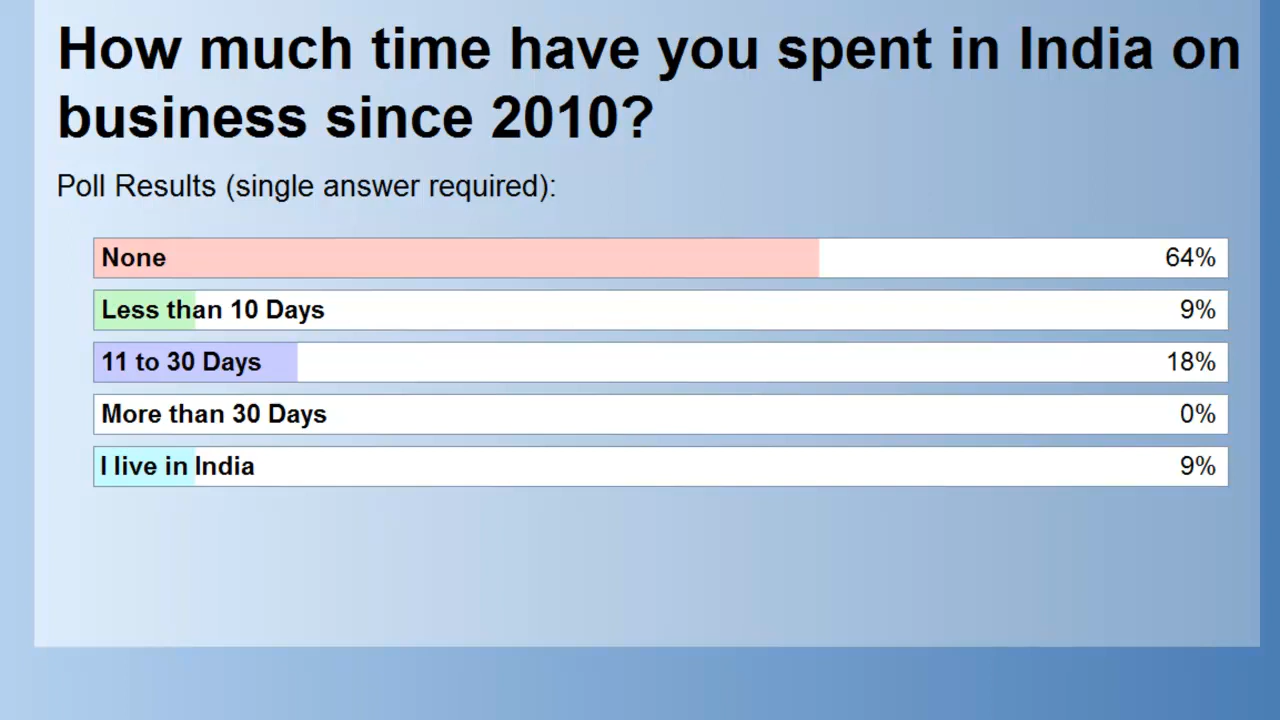 How much time have you spent in India on
business since 2010?
Poll Results (single answer required):
None 64%
Less than 10 Days 9%
11 to 30 Days 18%
More than 30 Days 0%
I live in India 9%